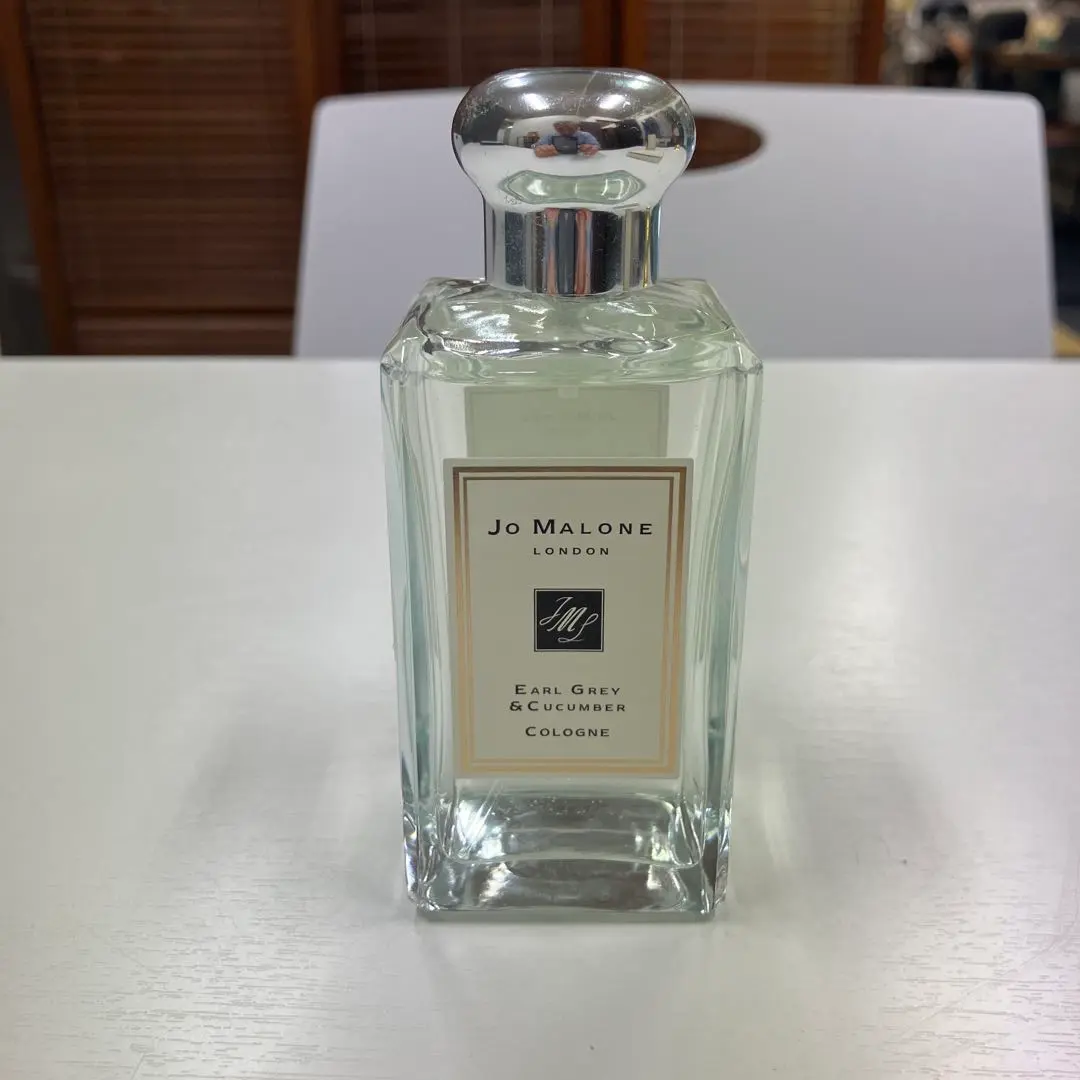 JO MALONE
LONDON
JML
EARL GREY
& CUCUMBER
COLOGNE